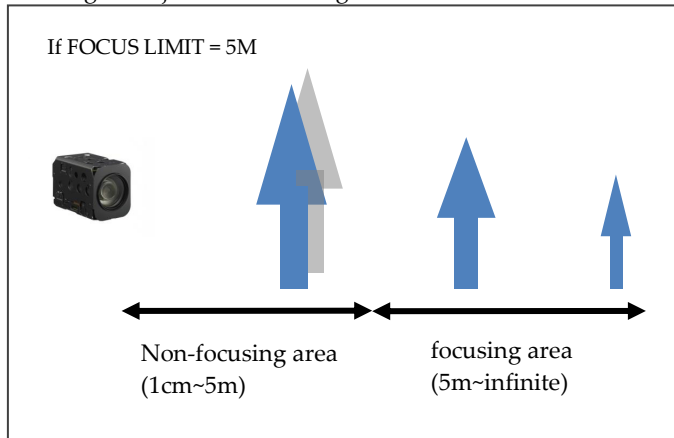 If FOCUS LIMIT = 5M
Non-focusing area
(1cm~5m)
focusing area
(5m~infinite)